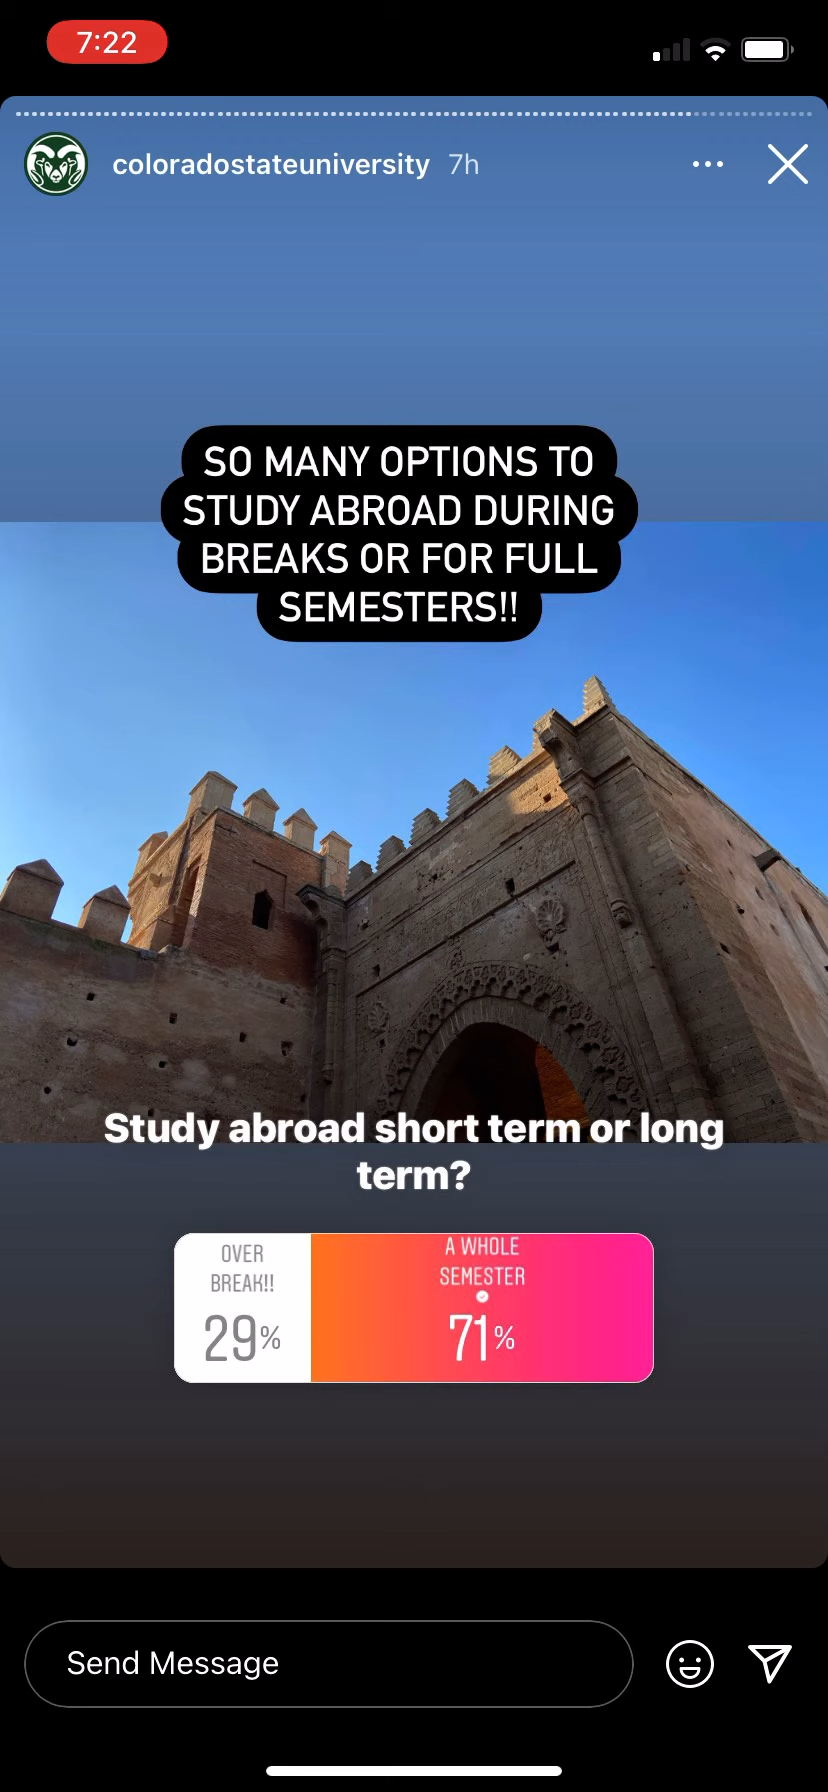 7:22
coloradostateuniversity 7h
SO MANY OPTIONS TO
STUDY ABROAD DURING
BREAKS OR FOR FULL
SEMESTERS!!
Study abroad short term or long
term?
OVER
BREAK!!
29%
A WHOLE
SEMESTER
71%
Send Message